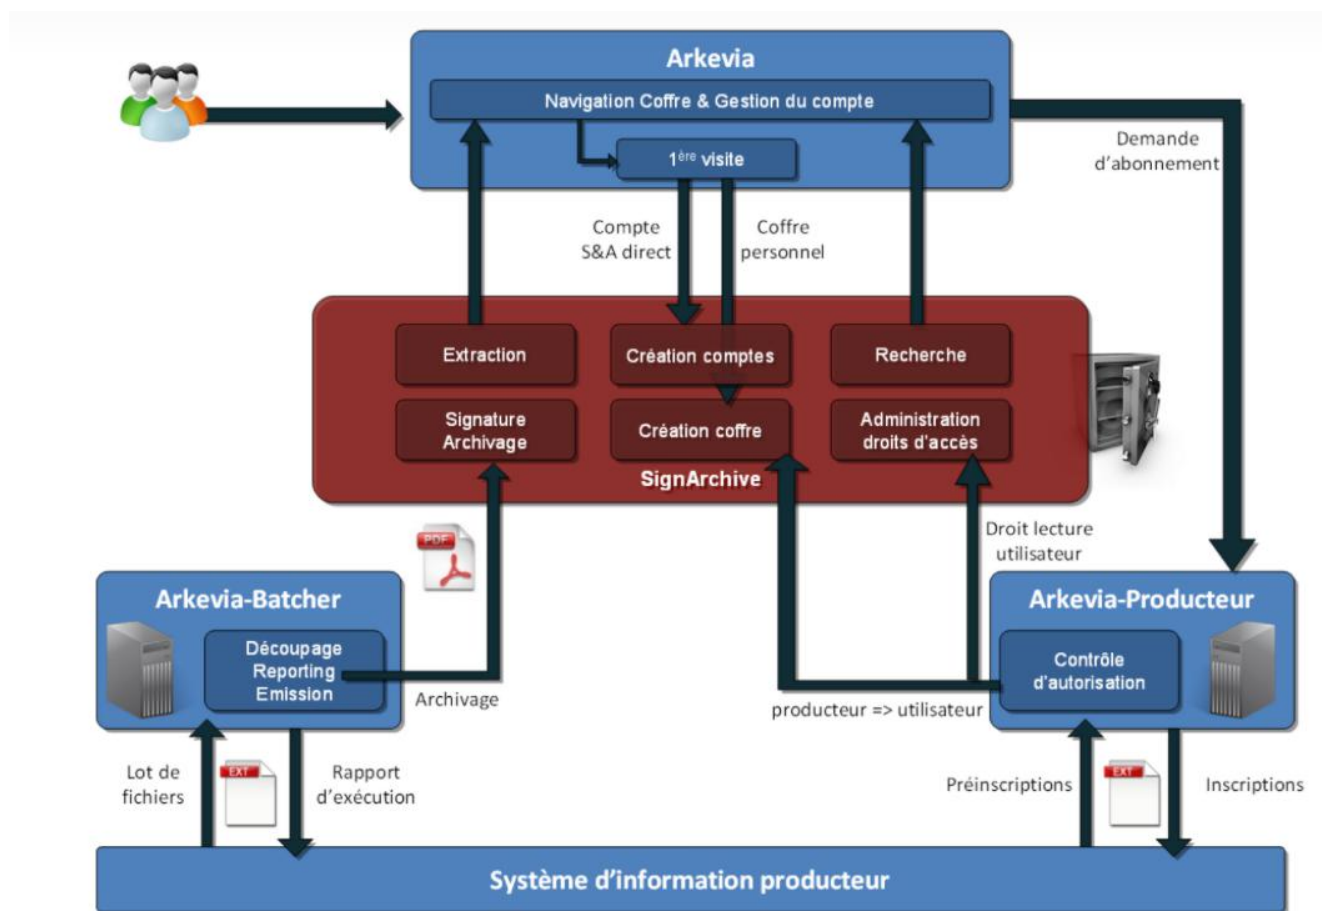 Arkevia
Navigation Coffre & Gestion du compte
1ère visite
Demande
d'abonnement
Compte
S&A direct
Coffre
personnel
Extraction
Création comptes
Recherche
Signature
Archivage
Création coffre
Administration
droits d'accès
SignArchive
PDF
Droit lecture
utilisateur
Arkevia-Batcher
Découpage
Reporting
Emission
Archivage
Arkevia-Producteur
Contrôle
d'autorisation
producteur => utilisateur
Lot de
fichiers
EXT
Rapport
d'exécution
Préinscriptions
EXT
Inscriptions
Système d'information producteur